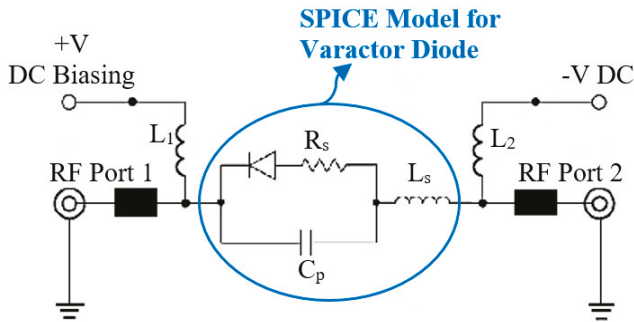 SPICE Model for
Varactor Diode
+V
DC Biasing
-V DC
L₁
Rₛ
Lₛ
L₂
RF Port 1
RF Port 2
Cₚ